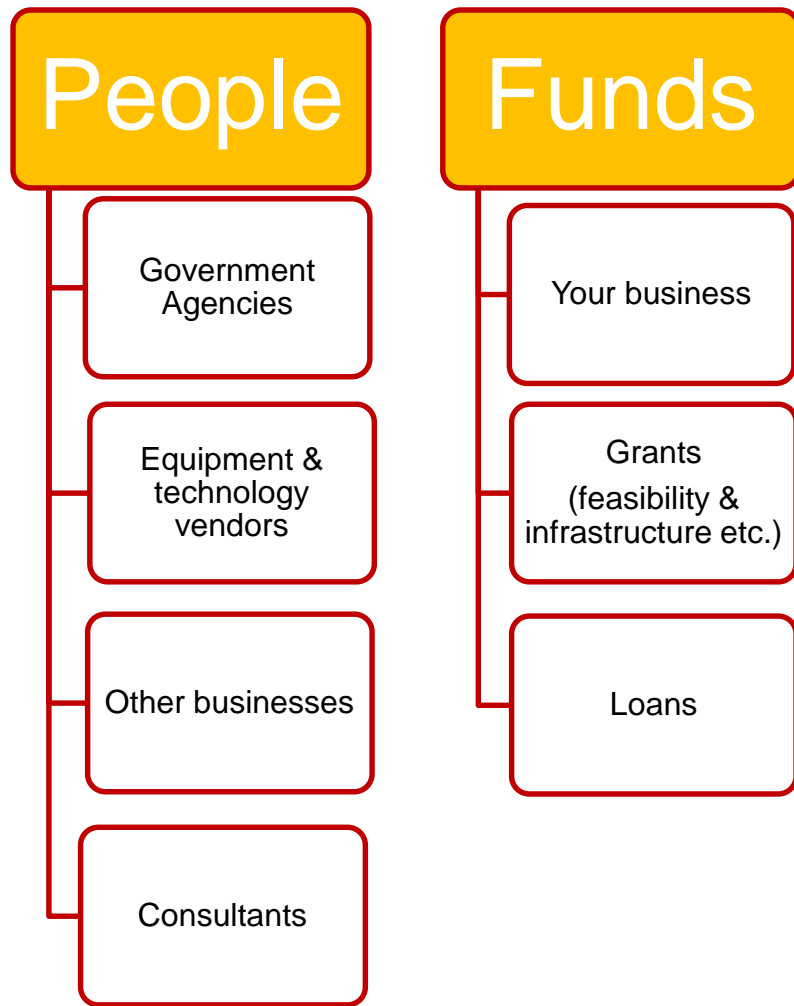 People
Government
Agencies
Equipment &
technology
vendors
Other businesses
Consultants
Funds
Your business
Grants
(feasibility &
infrastructure etc.)
Loans